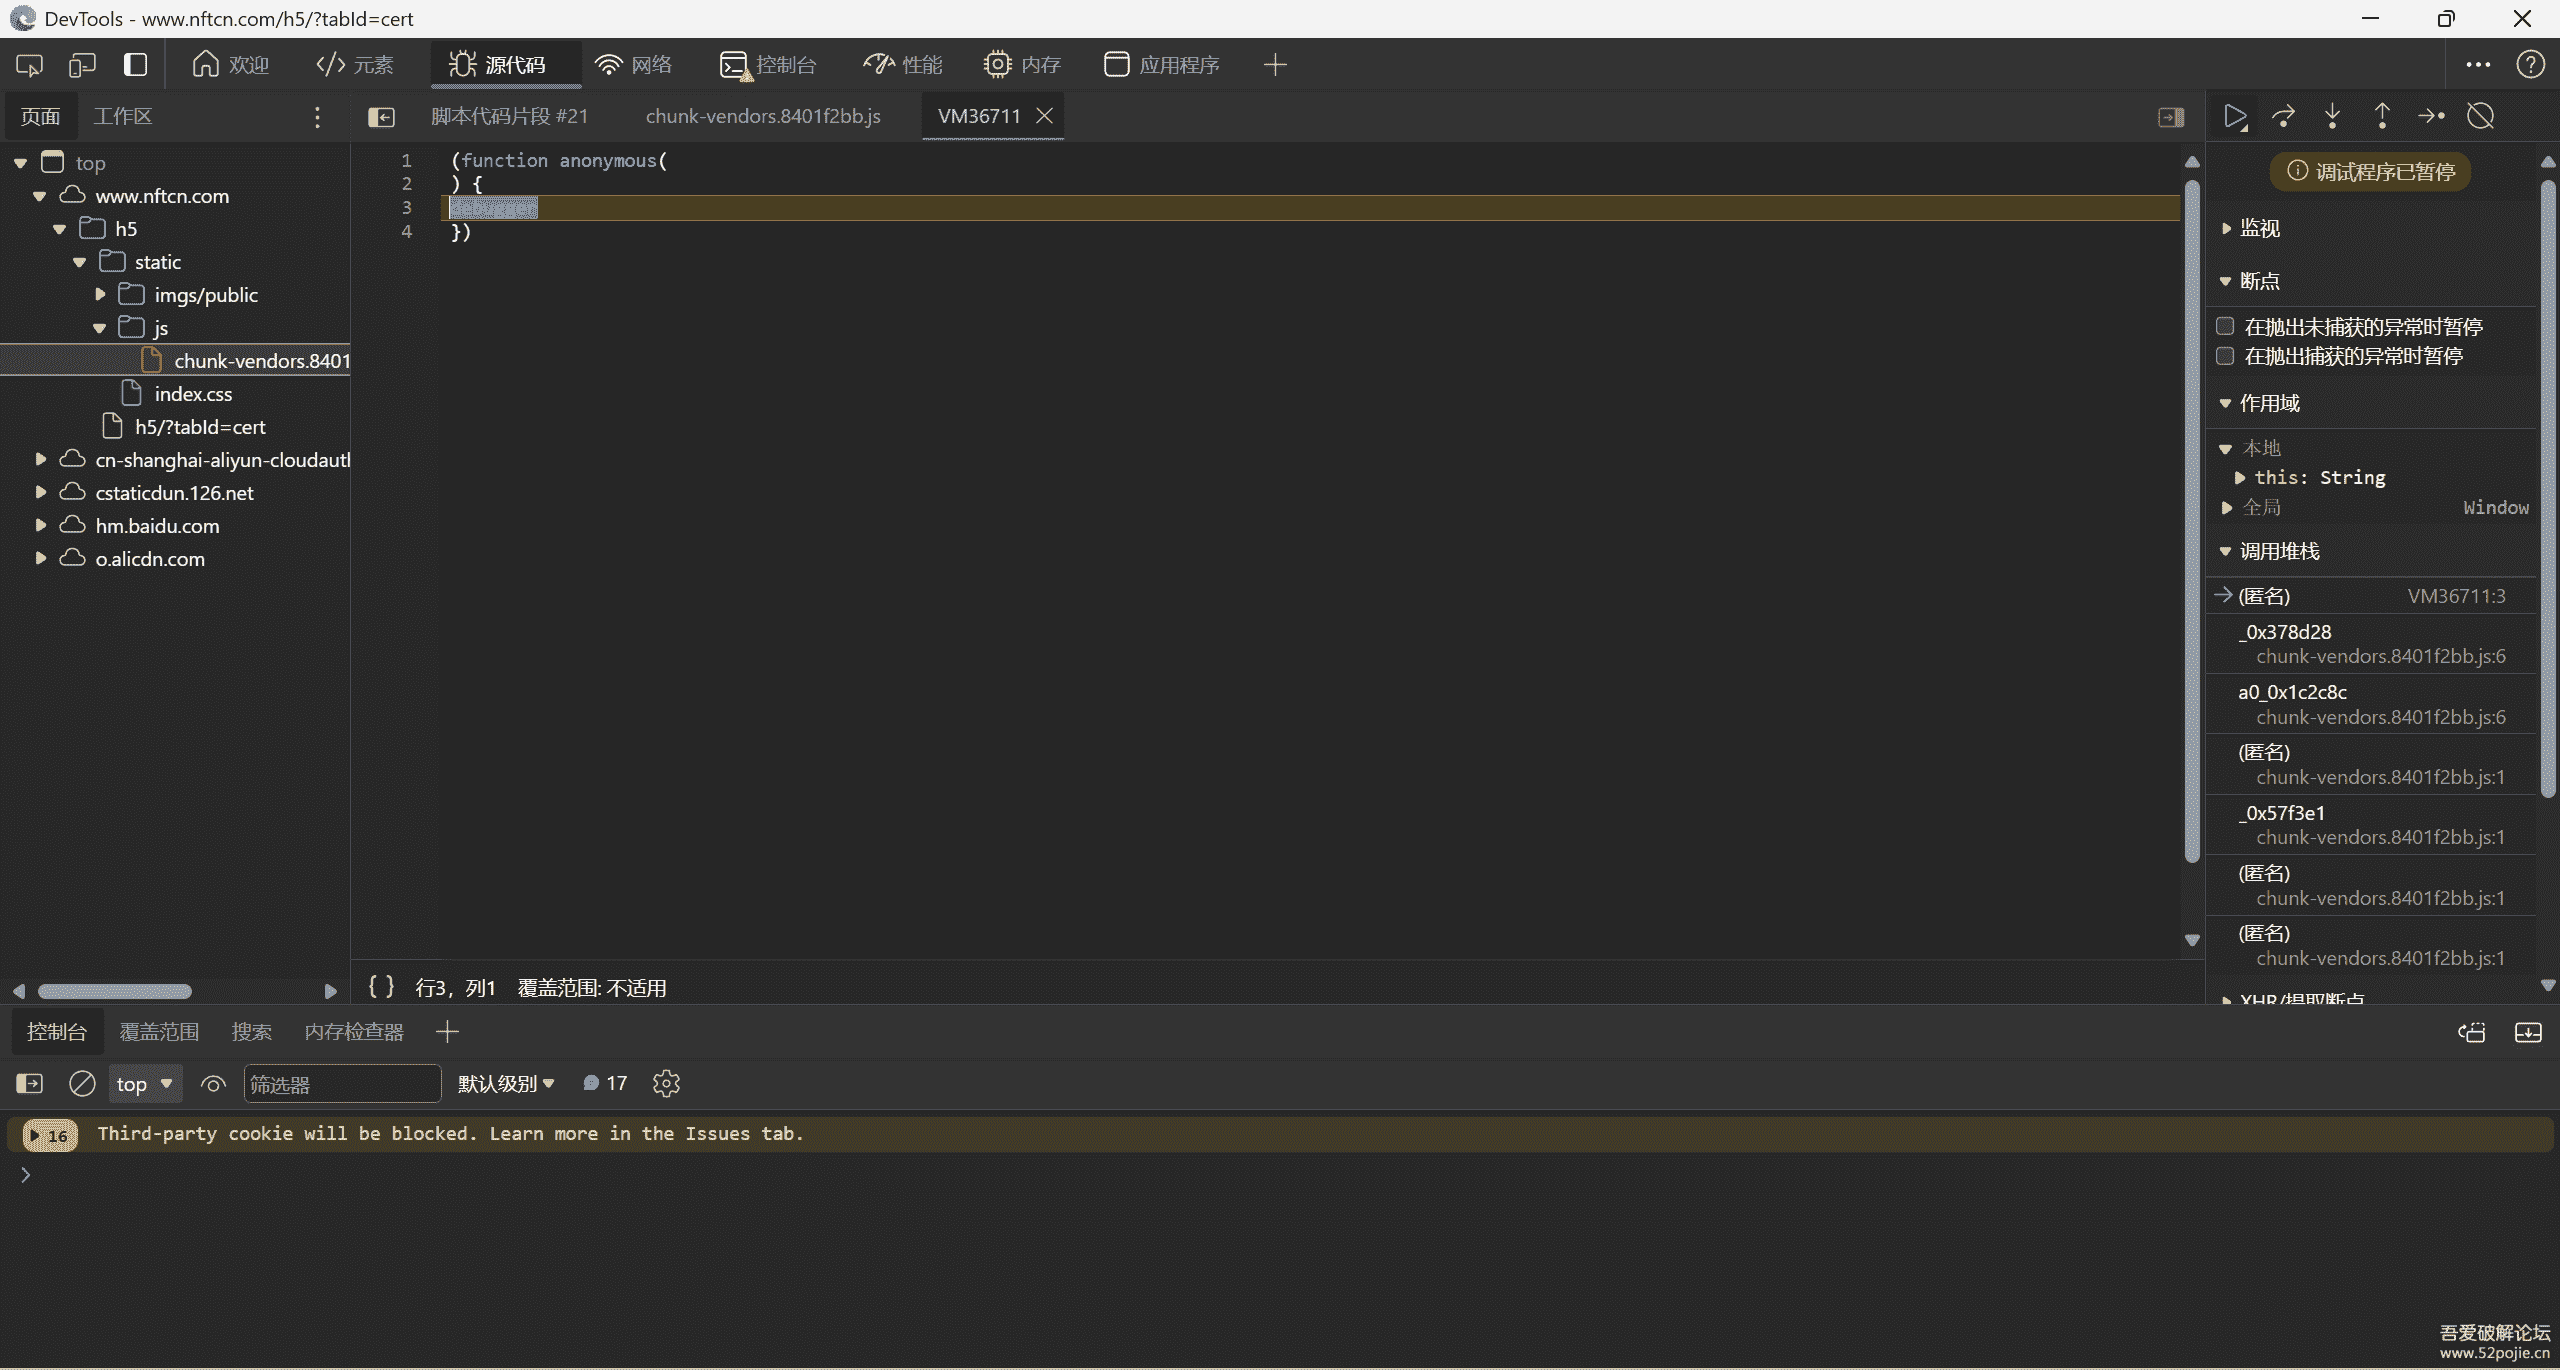 DevTools - www.nftcn.com/h5/?tabId=cert
欢迎 元素 源代码 网络 控制台 性能 内存 应用程序
页面 工作区
脚本代码片段 #21 chunk-vendors.8401f2bb.js VM36711
top
www.nftcn.com
h5
static
imgs/public
js
chunk-vendors.8401
index.css
h5/?tabId=cert
cn-shanghai-aliyun-cloudaut
cstaticdun.126.net
hm.baidu.com
o.alicdn.com
1 (function anonymous(
2 ) {
3
4 })
{ } 行3，列1 覆盖范围: 不适用
调试程序已暂停
监视
断点
在抛出未捕获的异常时暂停
在抛出捕获的异常时暂停
作用域
本地
this: String
全局 Window
调用堆栈
(匿名) VM36711:3
_0x378d28
chunk-vendors.8401f2bb.js:6
a0_0x1c2c8c
chunk-vendors.8401f2bb.js:6
(匿名)
chunk-vendors.8401f2bb.js:1
_0x57f3e1
chunk-vendors.8401f2bb.js:1
(匿名)
chunk-vendors.8401f2bb.js:1
(匿名)
chunk-vendors.8401f2bb.js:1
XHR/提取断点
控制台 覆盖范围 搜索 内存检查器
top 筛选器 默认级别 17
16 Third-party cookie will be blocked. Learn more in the Issues tab.
吾爱破解论坛
www.52pojie.cn